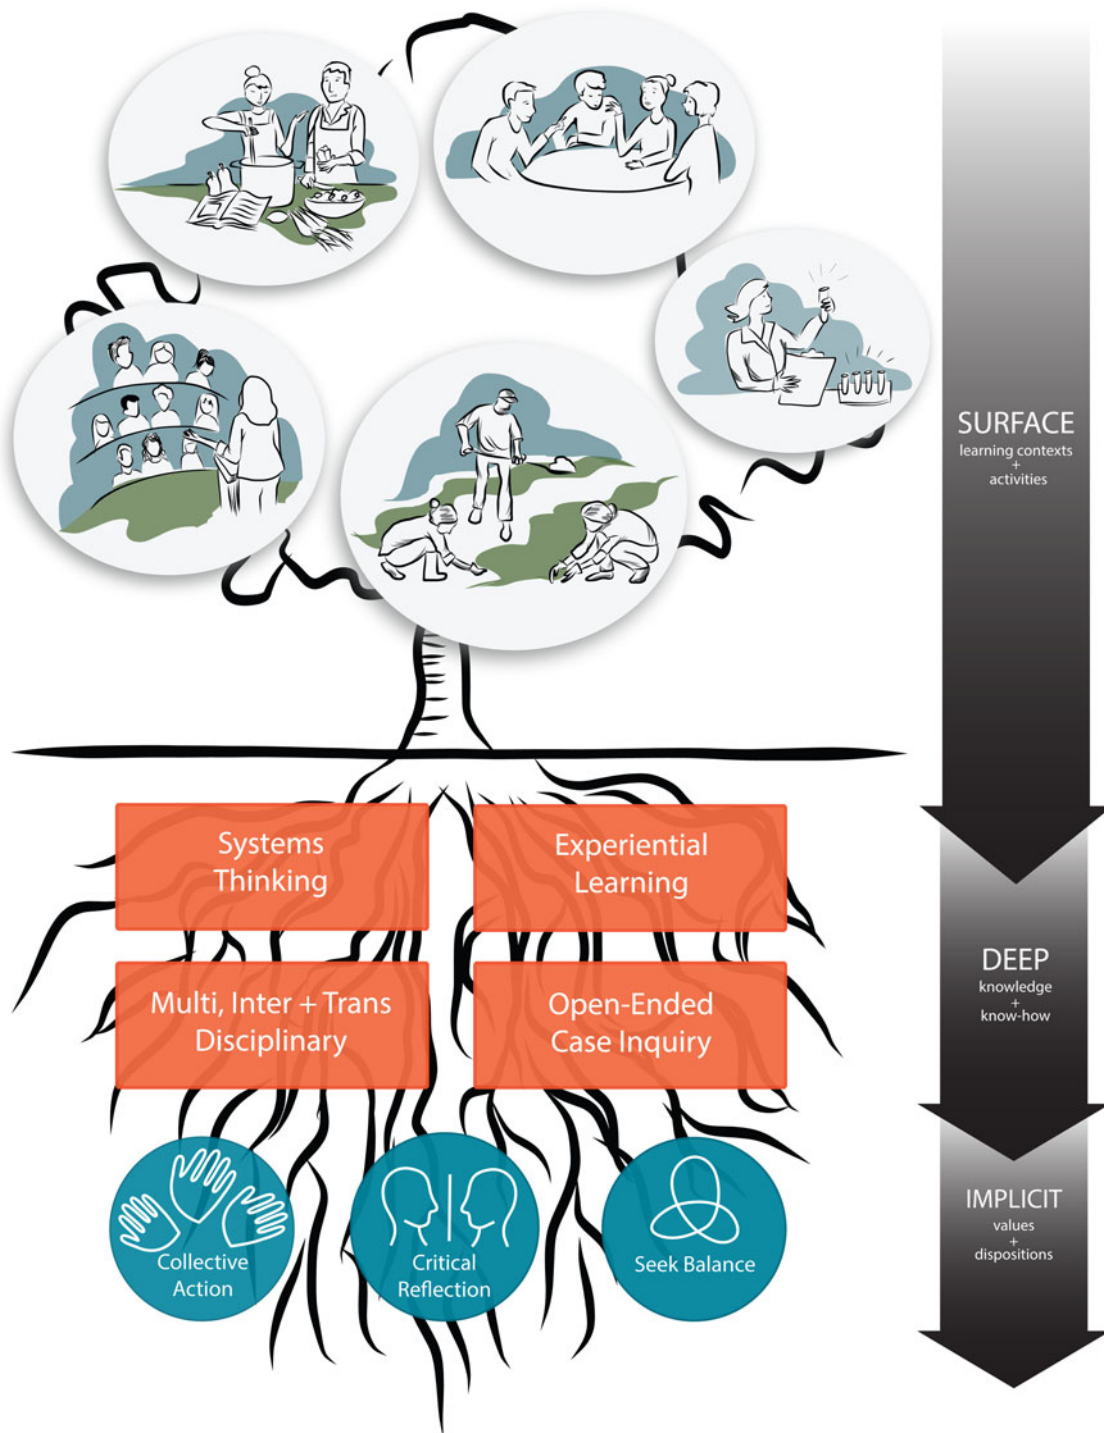 SURFACE
learning contexts
+
activities
Systems
Thinking
Experiential
Learning
Multi, Inter + Trans
Disciplinary
Open-Ended
Case Inquiry
DEEP
knowledge
+
know-how
Collective
Action
Critical
Reflection
Seek Balance
IMPLICIT
values
+
dispositions